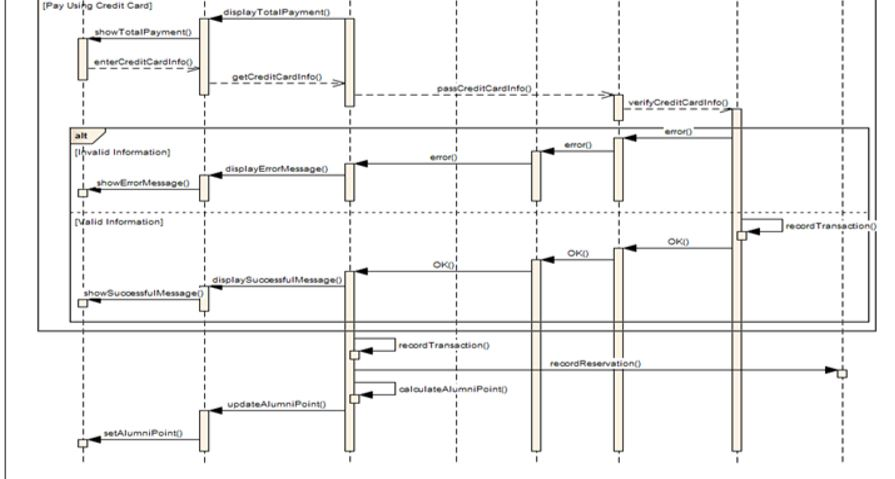 [Pay Using Credit Card]
displayTotalPayment()
showTotalPayment()
enterCreditCardInfo()
getCreditCardInfo()
passCreditCardInfo()
verifyCreditCardInfo()
alt
[Invalid Information]
error()
error()
error()
displayErrorMessage()
showErrorMessage()
[Valid Information]
recordTransaction()
OK()
OK()
OK()
displaySuccessfulMessage()
showSuccessfulMessage()
recordTransaction()
recordReservation()
calculateAlumniPoint()
updateAlumniPoint()
setAlumniPoint()